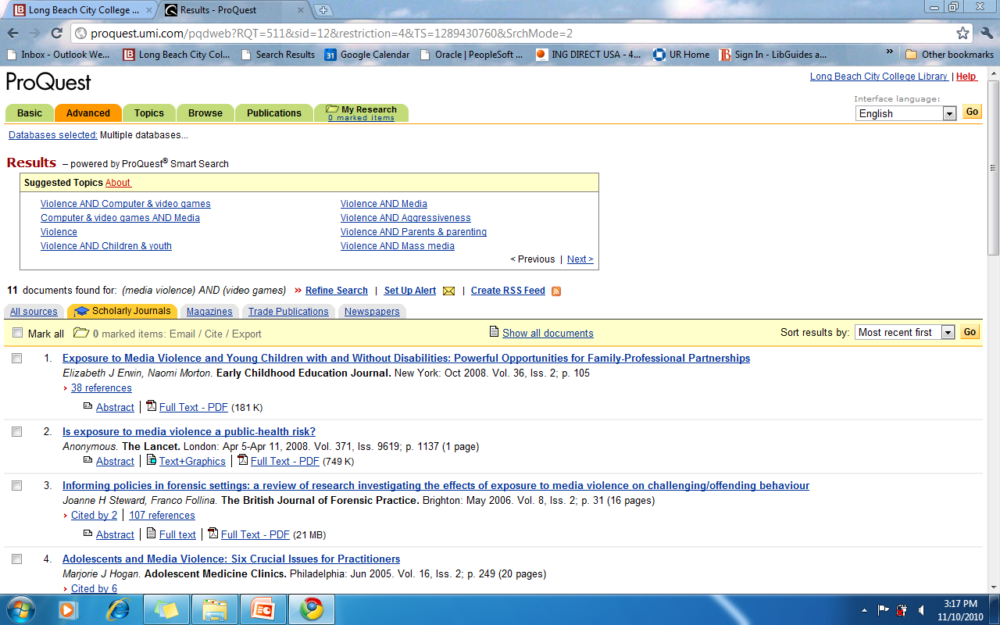 Long Beach City College ...
Results - ProQuest
proquest.umi.com/pqdweb?RQT=511&sid=12&restriction=4&TS=1289430760&SrchMode=2
Inbox - Outlook We...
Long Beach City Col...
Search Results
31 Google Calendar
Oracle | PeopleSoft ...
ING DIRECT USA - 4...
UR Home
Sign In - LibGuides a...
»
Other bookmarks
ProQuest
Long Beach City College Library | Help
Basic
Advanced
Topics
Browse
Publications
My Research
0 marked items
Interface language:
English
Go
Databases selected: Multiple databases...
Results – powered by ProQuest® Smart Search
Suggested Topics About
Violence AND Computer & video games
Violence AND Media
Computer & video games AND Media
Violence AND Aggressiveness
Violence
Violence AND Parents & parenting
Violence AND Children & youth
Violence AND Mass media
< Previous | Next >
11 documents found for: (media violence) AND (video games) » Refine Search | Set Up Alert | Create RSS Feed
All sources
Scholarly Journals
Magazines
Trade Publications
Newspapers
Mark all 0 marked items: Email / Cite / Export
Show all documents
Sort results by: Most recent first Go
1. Exposure to Media Violence and Young Children with and Without Disabilities: Powerful Opportunities for Family-Professional Partnerships
Elizabeth J Erwin, Naomi Morton. Early Childhood Education Journal. New York: Oct 2008. Vol. 36, Iss. 2; p. 105
› 38 references
Abstract | Full Text - PDF (181 K)
2. Is exposure to media violence a public-health risk?
Anonymous. The Lancet. London: Apr 5-Apr 11, 2008. Vol. 371, Iss. 9619; p. 1137 (1 page)
Abstract | Text+Graphics | Full Text - PDF (749 K)
3. Informing policies in forensic settings: a review of research investigating the effects of exposure to media violence on challenging/offending behaviour
Joanne H Steward, Franco Follina. The British Journal of Forensic Practice. Brighton: May 2006. Vol. 8, Iss. 2; p. 31 (16 pages)
› Cited by 2 | 107 references
Abstract | Full text | Full Text - PDF (21 MB)
4. Adolescents and Media Violence: Six Crucial Issues for Practitioners
Marjorie J Hogan. Adolescent Medicine Clinics. Philadelphia: Jun 2005. Vol. 16, Iss. 2; p. 249 (20 pages)
› Cited by 6
3:17 PM
11/10/2010